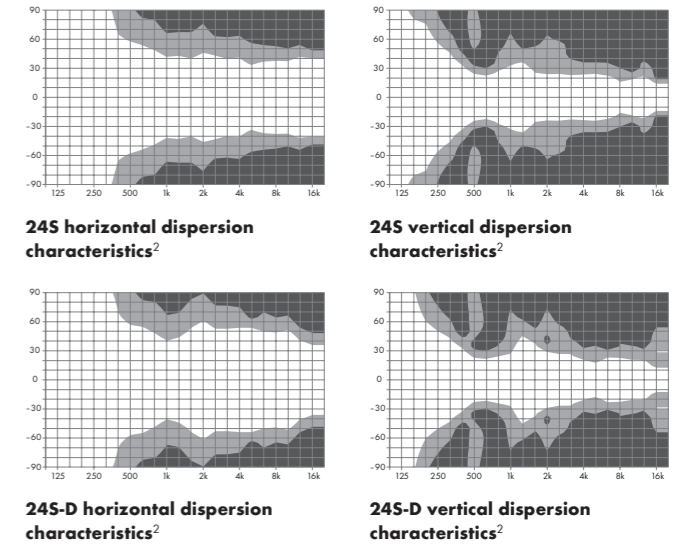 90
60
30
0
-30
-60
-90
125 250 500 1k 2k 4k 8k 16k
24S horizontal dispersion
characteristics²
90
60
30
0
-30
-60
-90
125 250 500 1k 2k 4k 8k 16k
24S vertical dispersion
characteristics²
90
60
30
0
-30
-60
-90
125 250 500 1k 2k 4k 8k 16k
24S-D horizontal dispersion
characteristics²
90
60
30
0
-30
-60
-90
125 250 500 1k 2k 4k 8k 16k
24S-D vertical dispersion
characteristics²